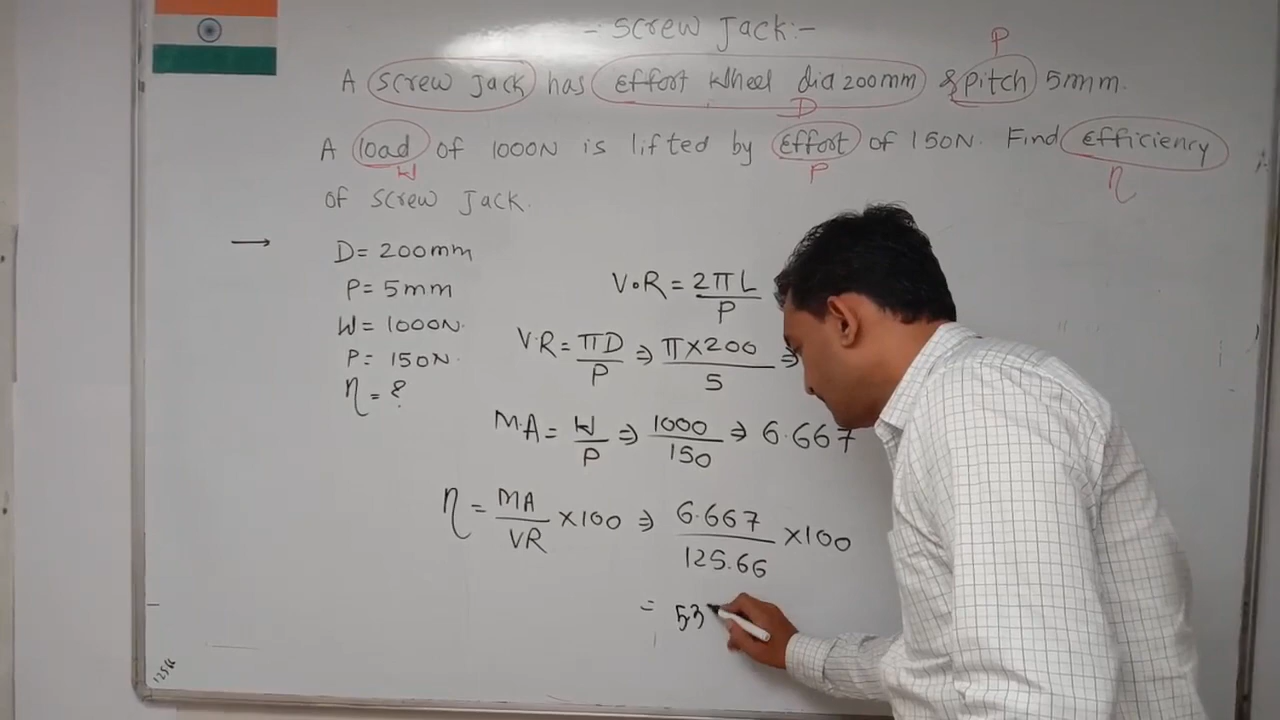 -: Screw Jack:-
P
A screw jack has effort wheel dia 200mm & pitch 5mm.
D
A load of 1000N is lifted by effort of 150N. Find efficiency
W P η
of screw jack.
→ D= 200mm
P= 5mm
W= 1000N.
P= 150N.
η = ?
V.R = 2πL/P
V.R = πD/P ⇒ π×200/5 ⇒
M.A = W/P ⇒ 1000/150 ⇒ 6.667
η = MA/VR ×100 ⇒ 6.667/125.66 ×100
= 53
1256